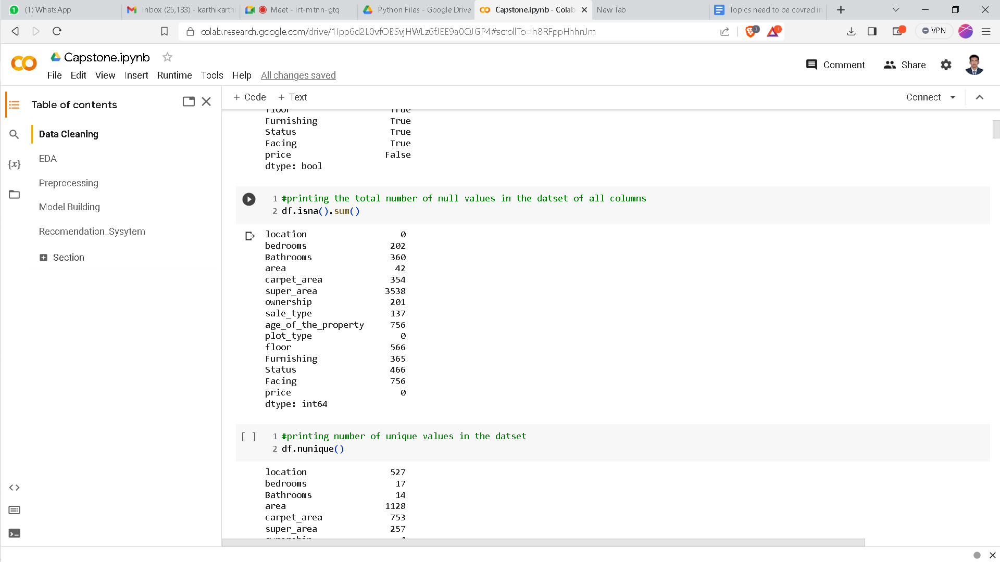 (1) WhatsApp
Inbox (25,133) - karthikarthi
Meet - irt-mtnn-gtq
Python Files - Google Drive
Capstone.ipynb - Colab
New Tab
Topics need to be covred in
colab.research.google.com/drive/1Ipp6d2L0vfOBSvjHWLz6fJEE9a0OJGP4#scrollTo=h8RFppHhhnJm
3
1
VPN
Capstone.ipynb
Comment
Share
File Edit View Insert Runtime Tools Help All changes saved
Table of contents
+ Code + Text
Connect
Data Cleaning
EDA
Preprocessing
Model Building
Recomendation_Sysytem
Section
{x}
floor True
Furnishing True
Status True
Facing True
price False
dtype: bool
1 #printing the total number of null values in the datset of all columns
2 df.isna().sum()
location 0
bedrooms 202
Bathrooms 360
area 42
carpet_area 354
super_area 3538
ownership 201
sale_type 137
age_of_the_property 756
plot_type 0
floor 566
Furnishing 365
Status 466
Facing 756
price 0
dtype: int64
[ ] 1 #printing number of unique values in the datset
2 df.nunique()
location 527
bedrooms 17
Bathrooms 14
area 1128
carpet_area 753
super_area 257
ownership 4